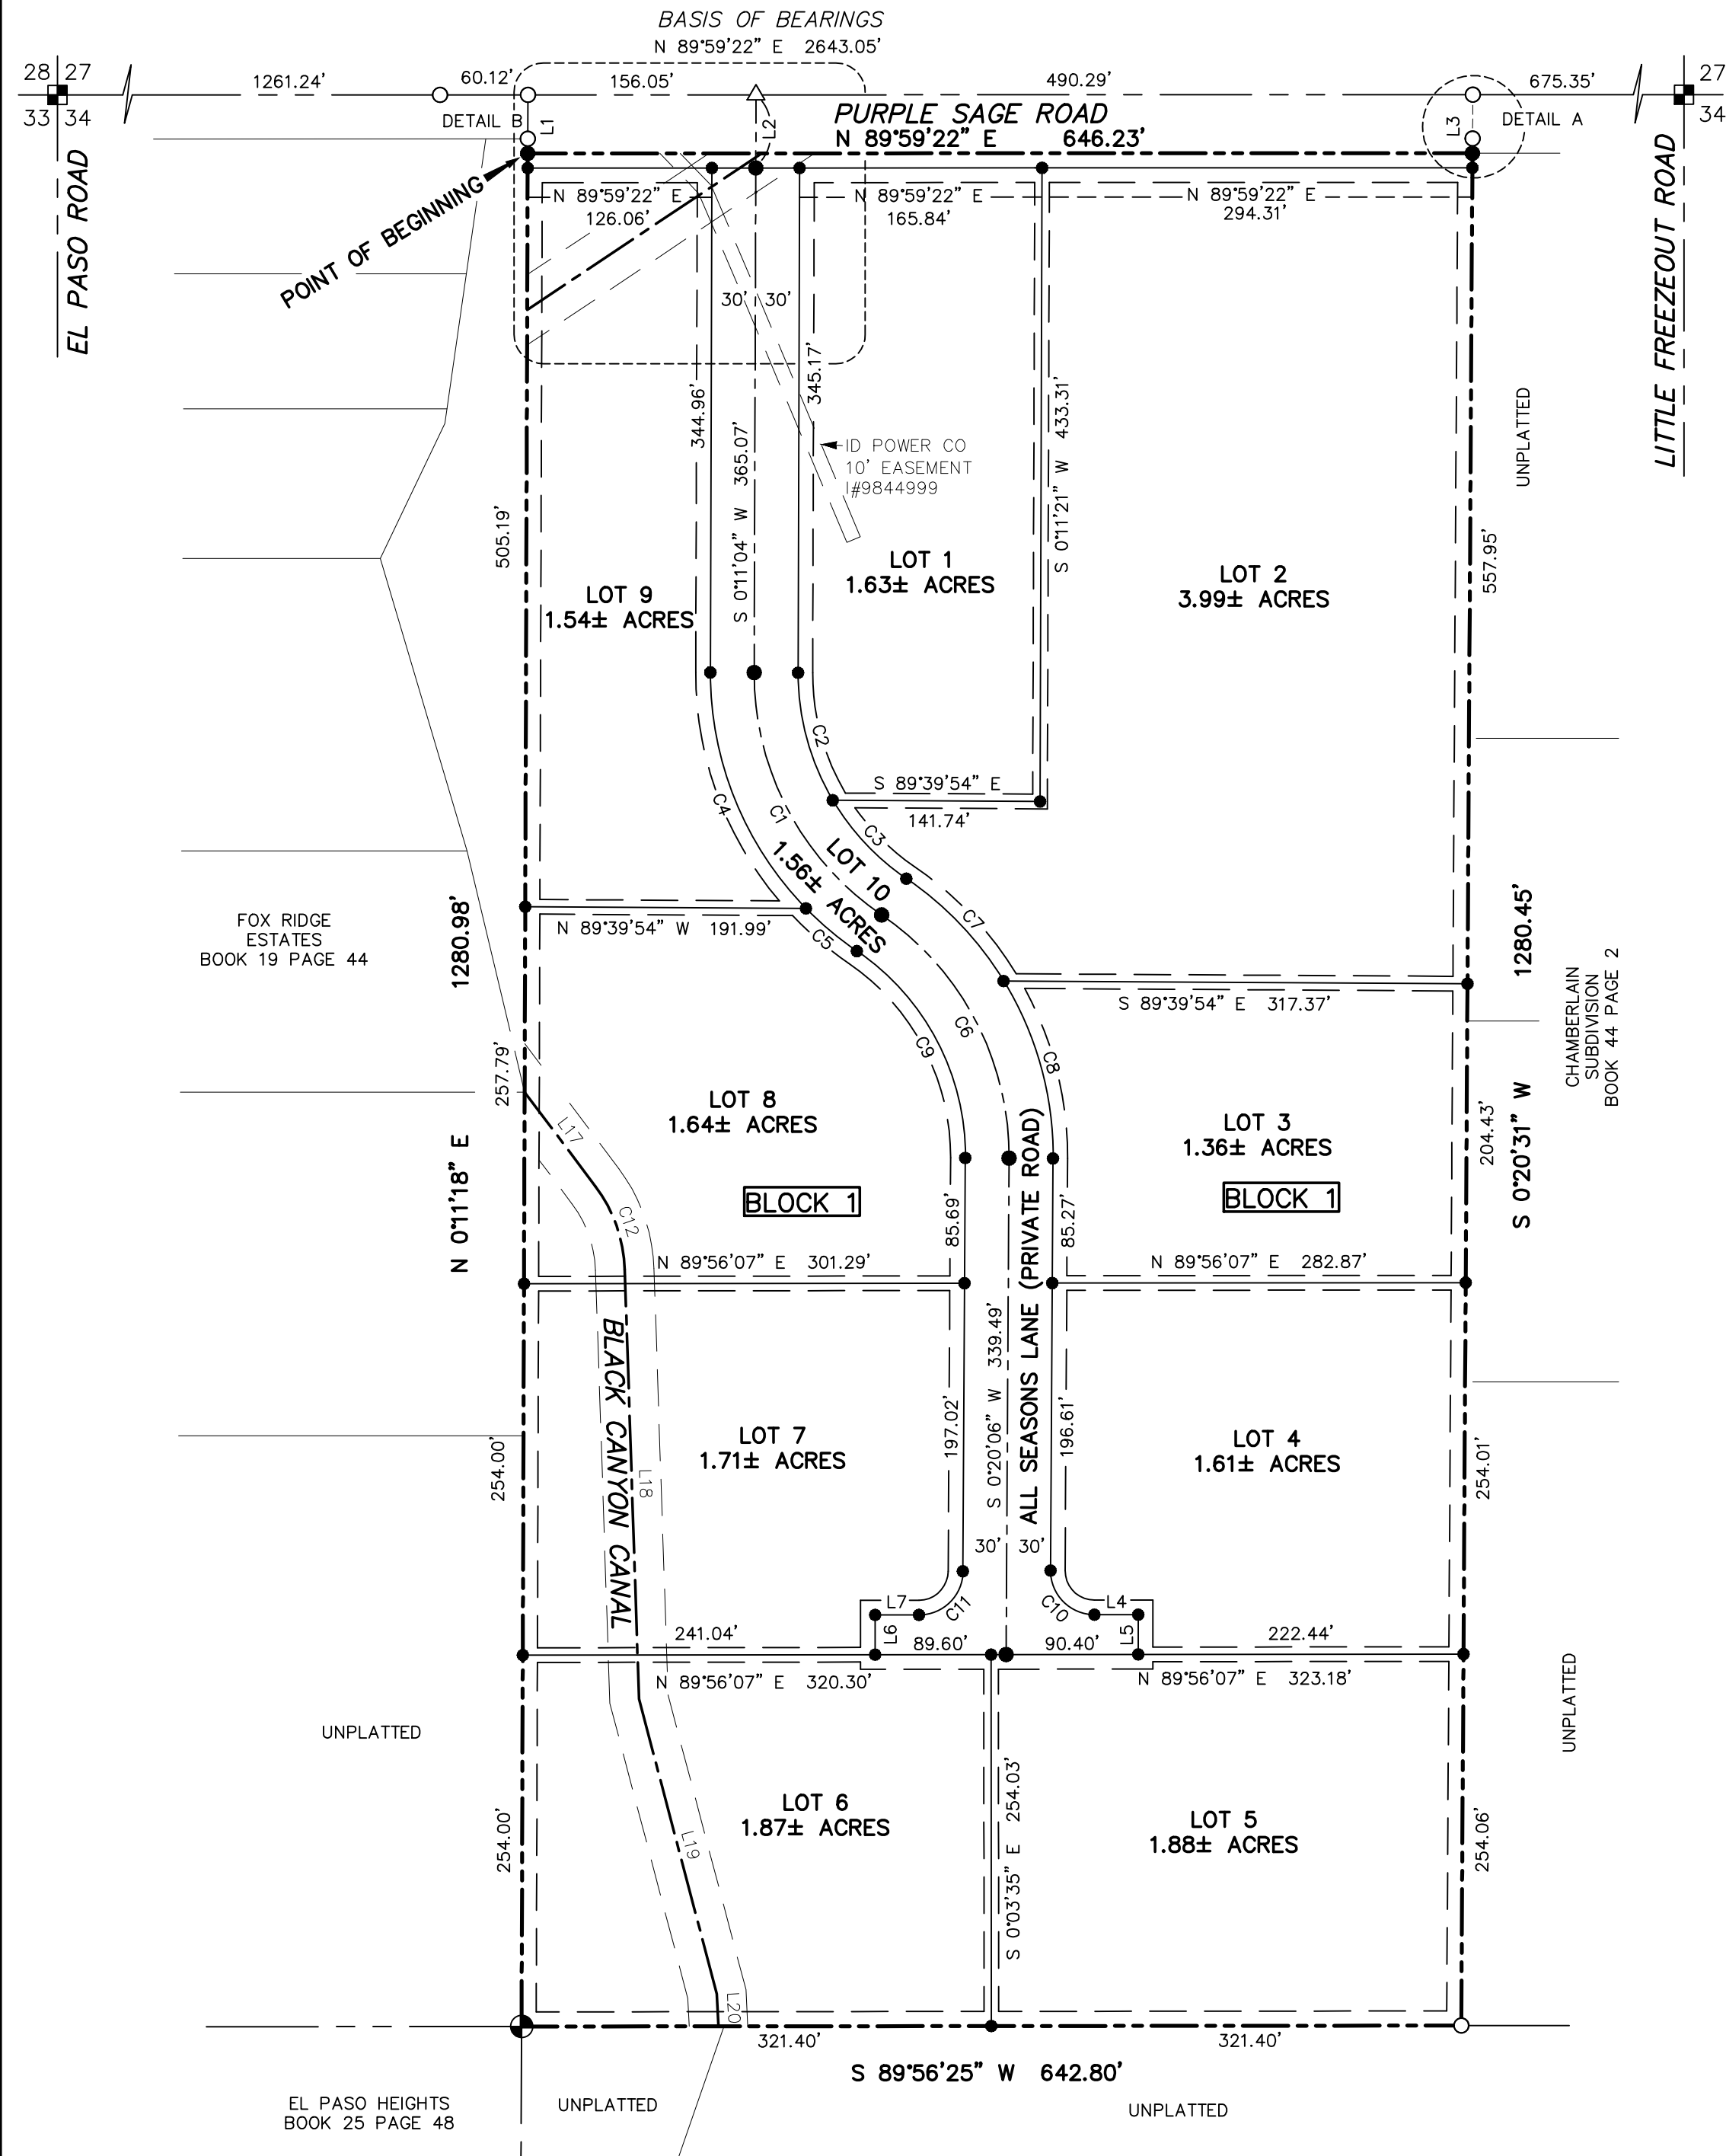 BASIS OF BEARINGS
N 89°59'22" E 2643.05'
28 27
33 34
1261.24'
60.12'
156.05'
490.29'
675.35'
27
34
DETAIL B
L1
L2
PURPLE SAGE ROAD
N 89°59'22" E 646.23'
L3
DETAIL A
EL PASO ROAD
LITTLE FREEZEOUT ROAD
POINT OF BEGINNING
N 89°59'22" E
126.06'
N 89°59'22" E
165.84'
N 89°59'22" E
294.31'
30' 30'
344.96'
S 0°11'04" W 365.07'
345.17'
ID POWER CO
10' EASEMENT
I#9844999
S 0°11'21" W 433.31'
505.19'
557.95'
UNPLATTED
LOT 9
1.54± ACRES
LOT 1
1.63± ACRES
LOT 2
3.99± ACRES
C2
C4
C1
S 89°39'54" E
141.74'
C3
LOT 10
1.56± ACRES
C7
N 89°39'54" W 191.99'
C5
S 89°39'54" E 317.37'
C6
C9
C8
FOX RIDGE
ESTATES
BOOK 19 PAGE 44
1280.98'
N 0°11'18" E
257.79'
1280.45'
S 0°20'31" W
204.43'
CHAMBERLAIN
SUBDIVISION
BOOK 44 PAGE 2
LOT 8
1.64± ACRES
BLOCK 1
LOT 3
1.36± ACRES
BLOCK 1
L17
C12
85.69'
85.27'
ALL SEASONS LANE (PRIVATE ROAD)
N 89°56'07" E 301.29'
N 89°56'07" E 282.87'
BLACK CANYON CANAL
L18
LOT 7
1.71± ACRES
197.02'
S 0°20'06" W 339.49'
196.61'
LOT 4
1.61± ACRES
254.00'
254.01'
30' 30'
L7
C11
C10
L4
L6
L5
241.04'
89.60'
90.40'
222.44'
N 89°56'07" E 320.30'
N 89°56'07" E 323.18'
UNPLATTED
UNPLATTED
LOT 6
1.87± ACRES
LOT 5
1.88± ACRES
L19
S 0°03'35" E 254.03'
254.00'
254.06'
L20
321.40'
321.40'
S 89°56'25" W 642.80'
EL PASO HEIGHTS
BOOK 25 PAGE 48
UNPLATTED
UNPLATTED